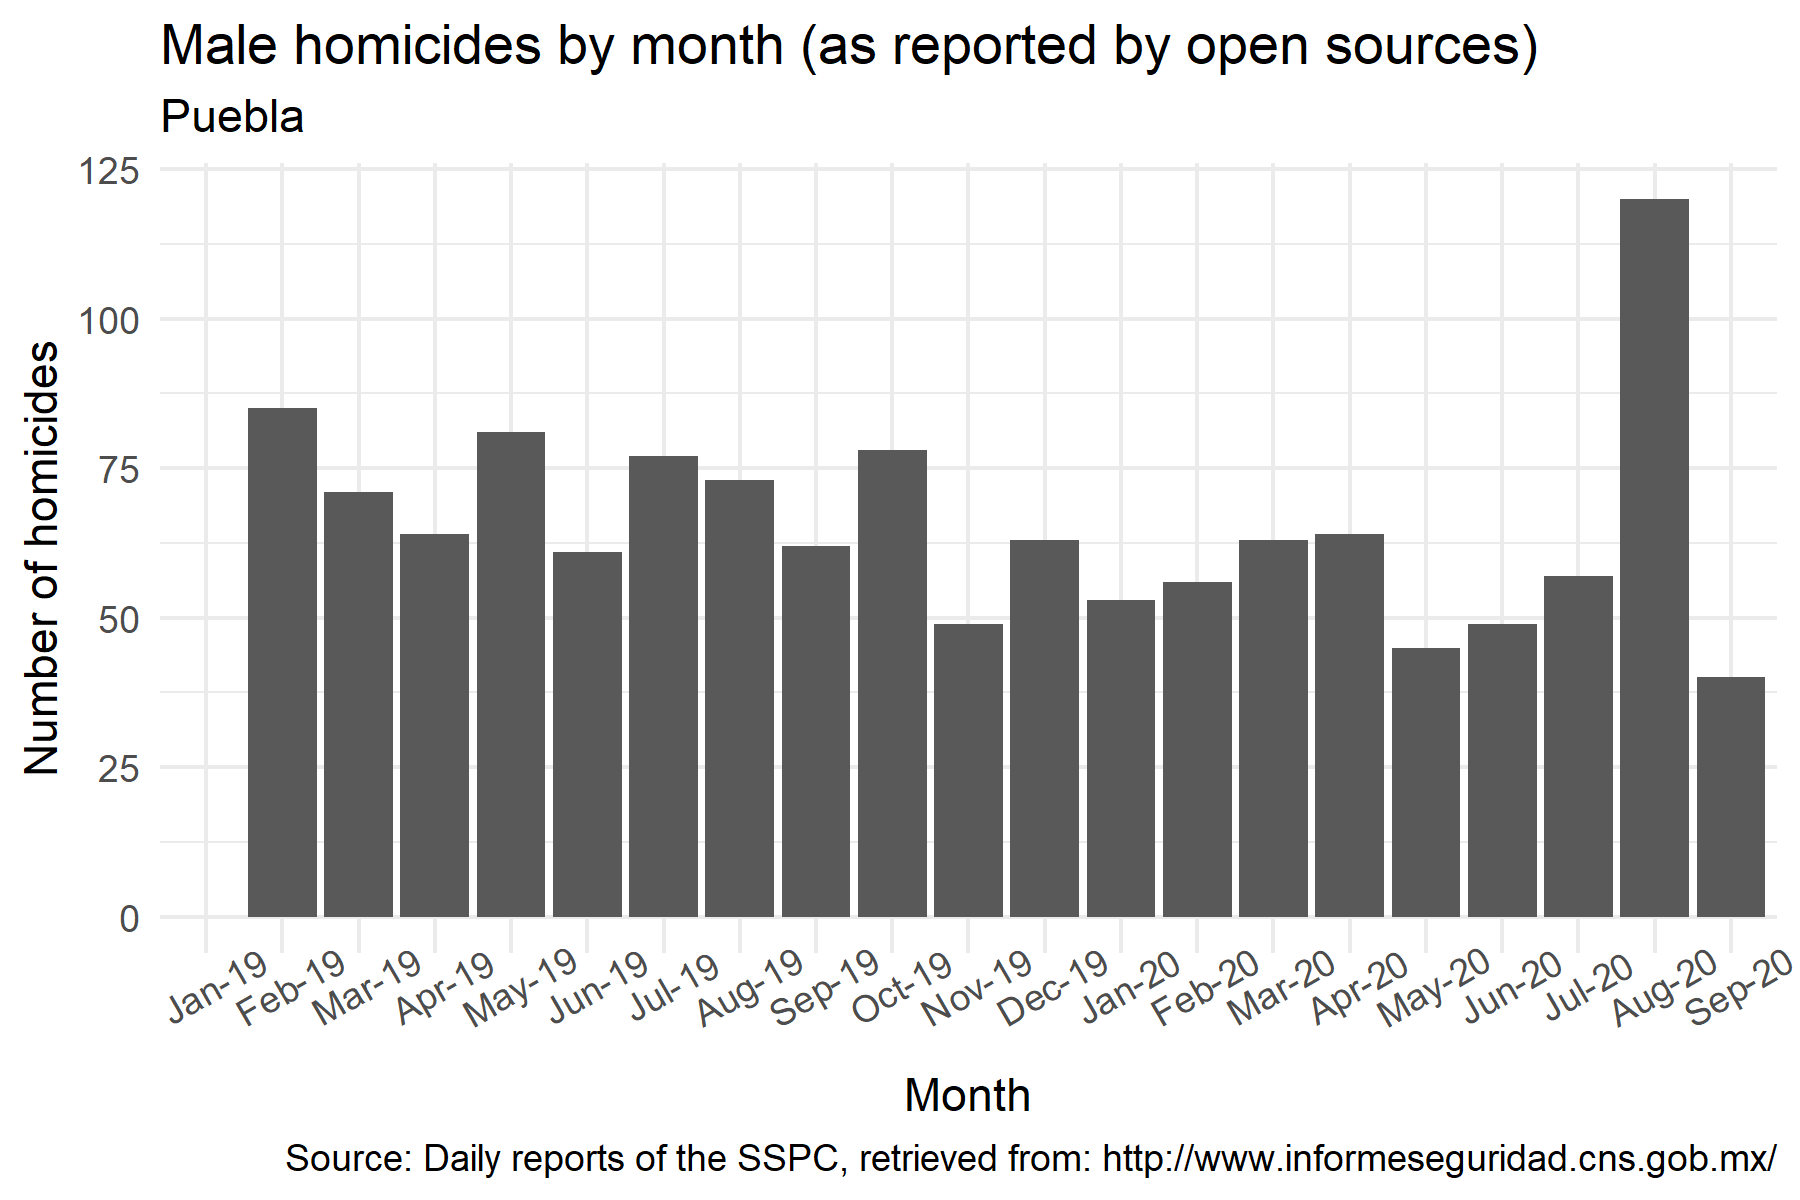 Male homicides by month (as reported by open sources)
Puebla
125
100
75
50
25
0
Number of homicides
Jan-19
Feb-19
Mar-19
Apr-19
May-19
Jun-19
Jul-19
Aug-19
Sep-19
Oct-19
Nov-19
Dec-19
Jan-20
Feb-20
Mar-20
Apr-20
May-20
Jun-20
Jul-20
Aug-20
Sep-20
Month
Source: Daily reports of the SSPC, retrieved from: http://www.informeseguridad.cns.gob.mx/